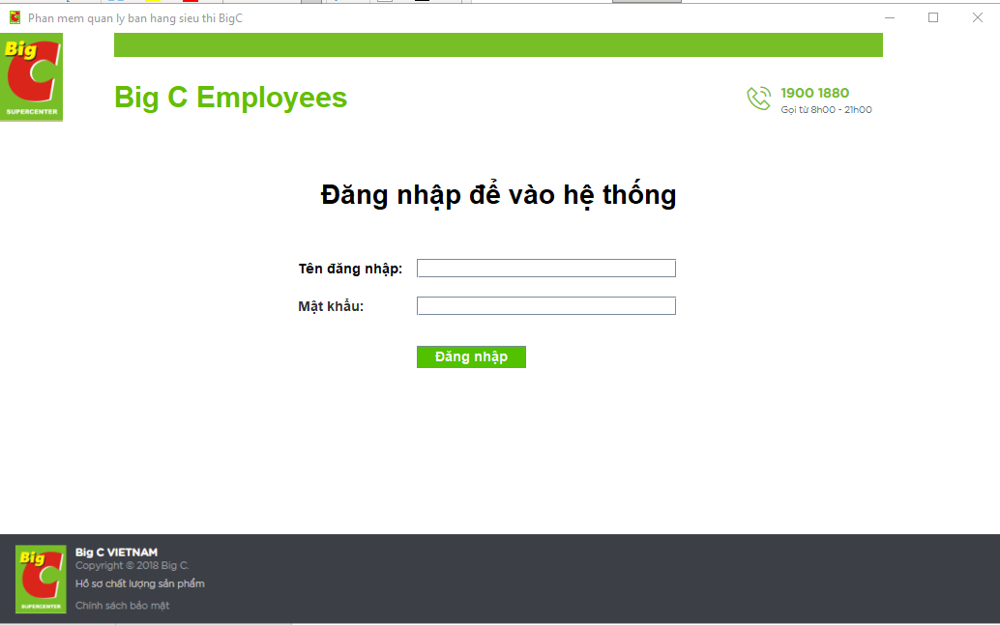 Phan mem quan ly ban hang sieu thi BigC
Big C
SUPERCENTER
Big C Employees
1900 1880
Gọi từ 8h00 - 21h00
Đăng nhập để vào hệ thống
Tên đăng nhập:
Mật khẩu:
Đăng nhập
Big C
SUPERCENTER
Big C VIETNAM
Copyright © 2018 Big C.
Hồ sơ chất lượng sản phẩm
Chính sách bảo mật